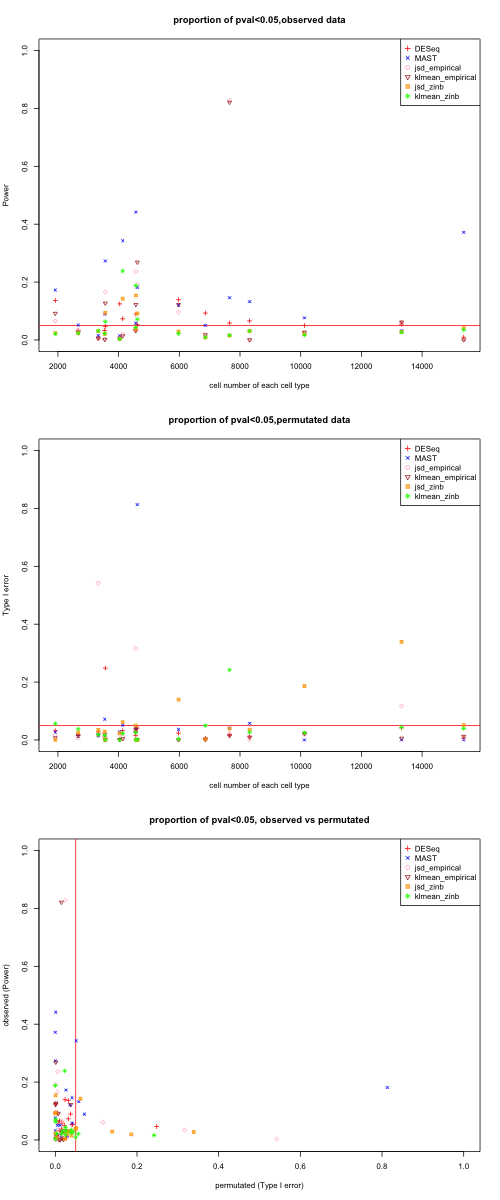 proportion of pval<0.05,observed data
DESeq
MAST
jsd_empirical
klmean_empirical
jsd_zinb
klmean_zinb
Power
0.0 0.2 0.4 0.6 0.8 1.0
2000 4000 6000 8000 10000 12000 14000
cell number of each cell type
proportion of pval<0.05,permutated data
DESeq
MAST
jsd_empirical
klmean_empirical
jsd_zinb
klmean_zinb
Type I error
0.0 0.2 0.4 0.6 0.8 1.0
2000 4000 6000 8000 10000 12000 14000
cell number of each cell type
proportion of pval<0.05, observed vs permutated
DESeq
MAST
jsd_empirical
klmean_empirical
jsd_zinb
klmean_zinb
observed (Power)
0.0 0.2 0.4 0.6 0.8 1.0
0.0 0.2 0.4 0.6 0.8 1.0
permutated (Type I error)